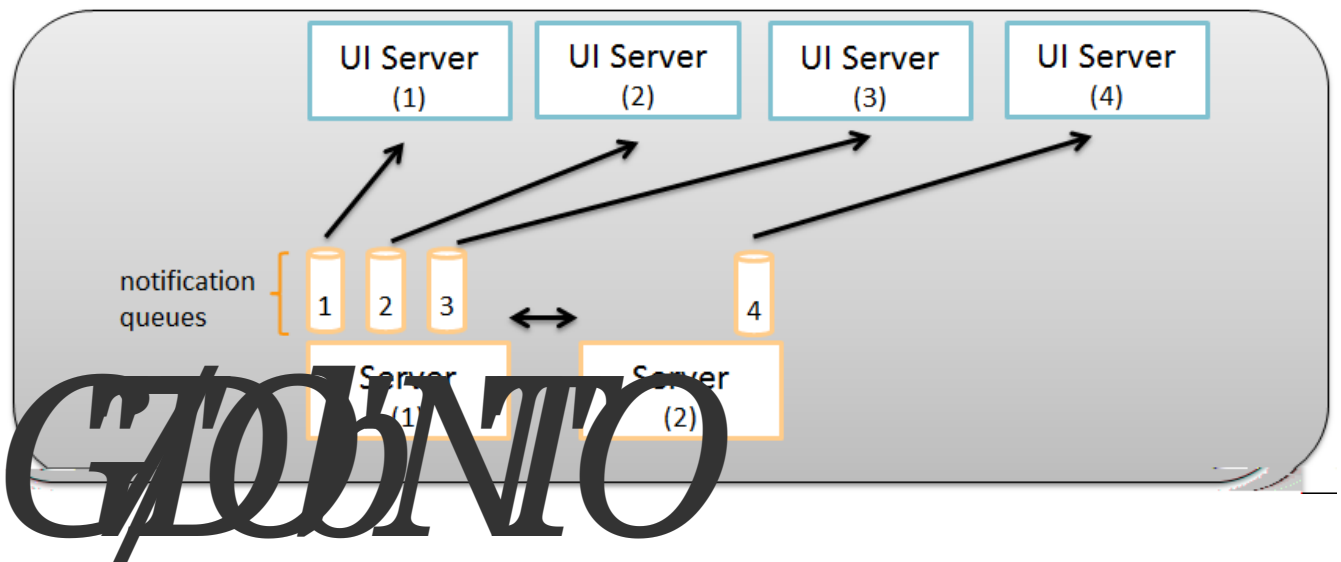 UI Server
(1)
UI Server
(2)
UI Server
(3)
UI Server
(4)
notification
queues
1
2
3
4
Server
(1)
Server
(2)